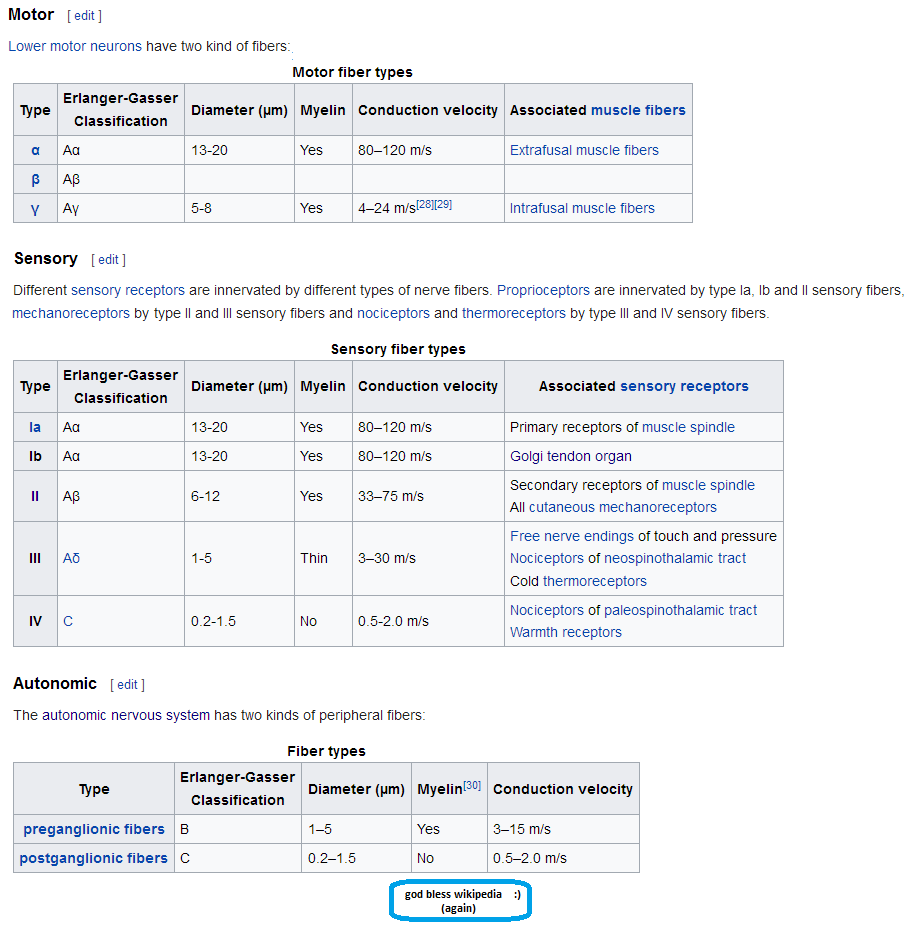 Motor [ edit ]
Lower motor neurons have two kind of fibers:
Motor fiber types
Type Erlanger-Gasser Classification Diameter (μm) Myelin Conduction velocity Associated muscle fibers
α Aα 13-20 Yes 80–120 m/s Extrafusal muscle fibers
β Aβ
γ Aγ 5-8 Yes 4–24 m/s[28][29] Intrafusal muscle fibers
Sensory [ edit ]
Different sensory receptors are innervated by different types of nerve fibers. Proprioceptors are innervated by type Ia, Ib and II sensory fibers,
mechanoreceptors by type II and III sensory fibers and nociceptors and thermoreceptors by type III and IV sensory fibers.
Sensory fiber types
Type Erlanger-Gasser Classification Diameter (μm) Myelin Conduction velocity Associated sensory receptors
Ia Aα 13-20 Yes 80–120 m/s Primary receptors of muscle spindle
Ib Aα 13-20 Yes 80–120 m/s Golgi tendon organ
II Aβ 6-12 Yes 33–75 m/s Secondary receptors of muscle spindle
All cutaneous mechanoreceptors
III Aδ 1-5 Thin 3–30 m/s Free nerve endings of touch and pressure
Nociceptors of neospinothalamic tract
Cold thermoreceptors
IV C 0.2-1.5 No 0.5-2.0 m/s Nociceptors of paleospinothalamic tract
Warmth receptors
Autonomic [ edit ]
The autonomic nervous system has two kinds of peripheral fibers:
Fiber types
Type Erlanger-Gasser Classification Diameter (μm) Myelin[30] Conduction velocity
preganglionic fibers B 1–5 Yes 3–15 m/s
postganglionic fibers C 0.2–1.5 No 0.5–2.0 m/s
god bless wikipedia :)
(again)